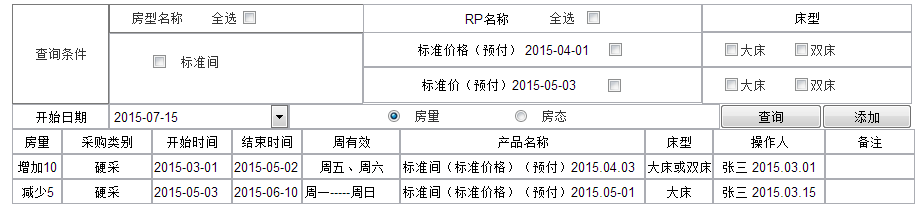 房型名称 全选 RP名称 全选 床型
查询条件 标准间 标准价格（预付） 2015-04-01 大床 双床
标准价（预付）2015-05-03 大床 双床
开始日期 2015-07-15 房量 房态 查询 添加
房量 采购类别 开始时间 结束时间 周有效 产品名称 床型 操作人 备注
增加10 硬采 2015-03-01 2015-05-02 周五、周六 标准间（标准价格）（预付）2015.04.03 大床或双床 张三 2015.03.01
减少5 硬采 2015-05-03 2015-06-10 周一-----周日 标准间（标准价格）（预付）2015.05-01 大床 张三 2015.03.15